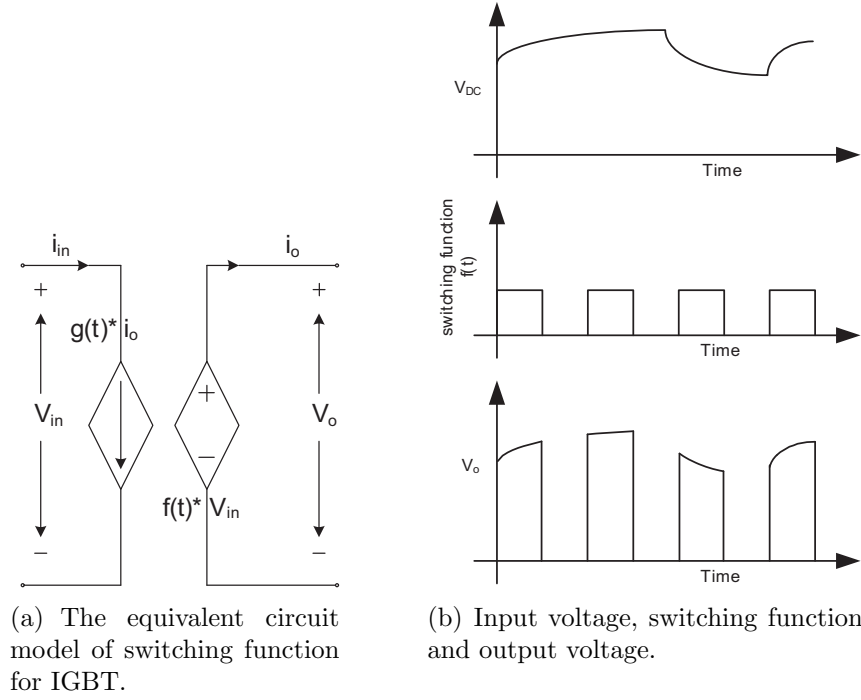 i_in
i_o
+
+
g(t)* i_o
+
V_in
V_o
−
f(t)* V_in
−
−
(a) The equivalent circuit
model of switching function
for IGBT.
V_DC
Time
switching function
f(t)
Time
V_o
Time
(b) Input voltage, switching function
and output voltage.